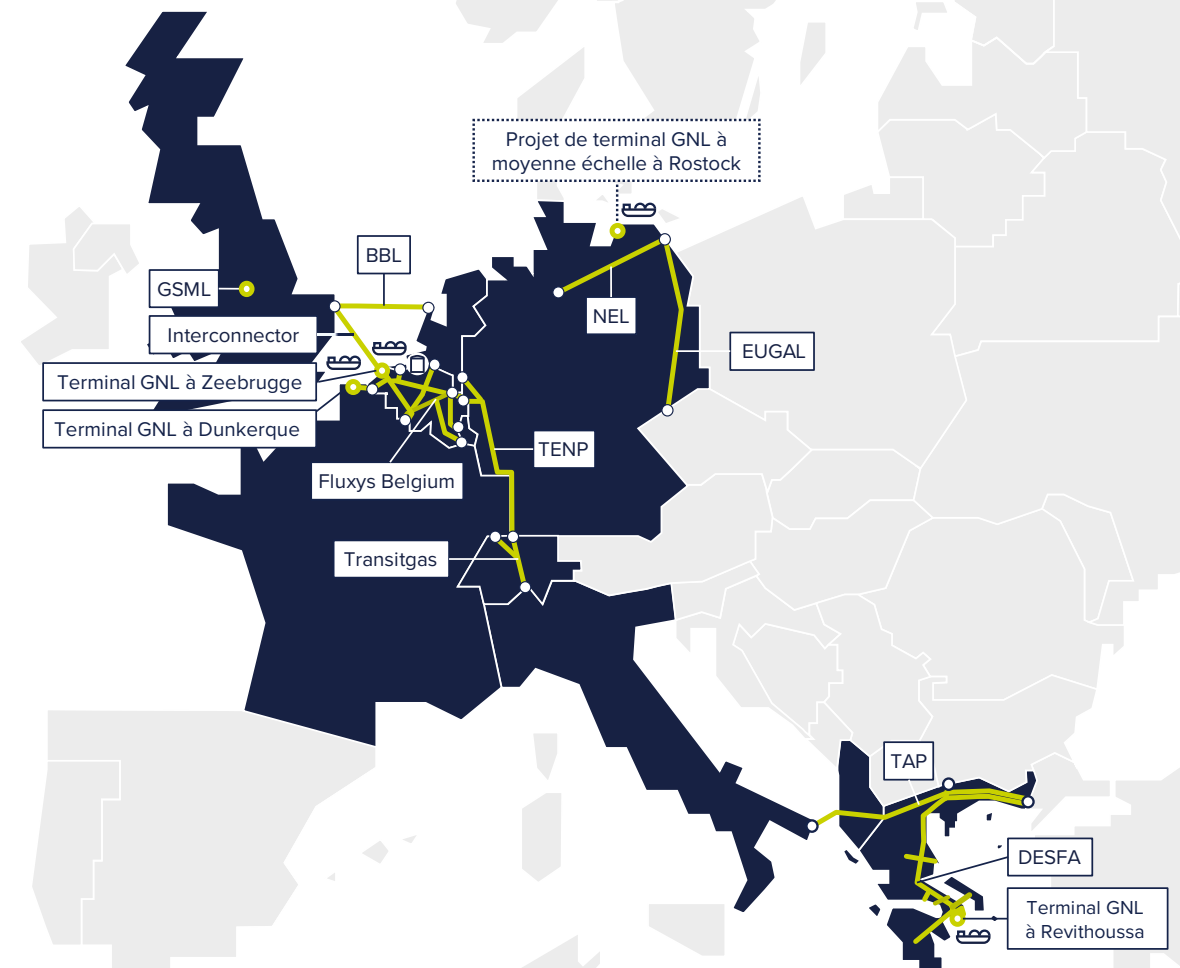 Projet de terminal GNL à
moyenne échelle à Rostock
BBL
GSML
NEL
Interconnector
EUGAL
Terminal GNL à Zeebrugge
Terminal GNL à Dunkerque
TENP
Fluxys Belgium
Transitgas
TAP
DESFA
Terminal GNL
à Revithoussa